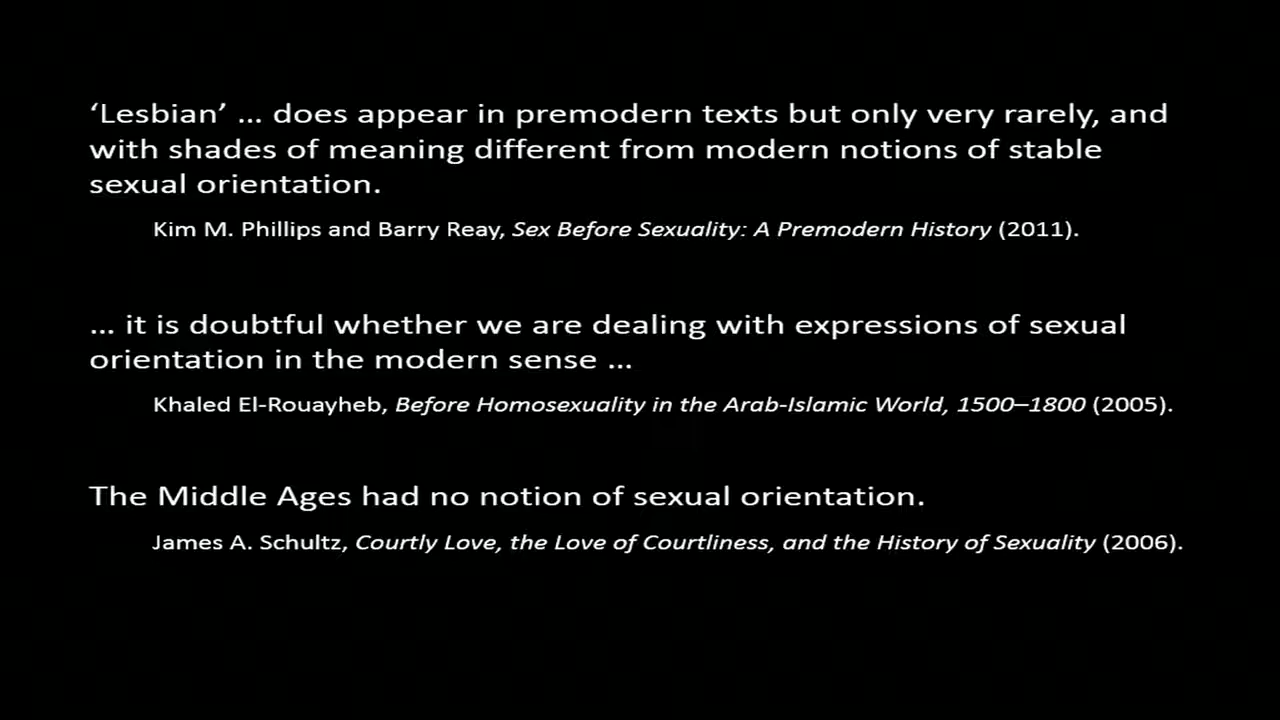 ‘Lesbian’ ... does appear in premodern texts but only very rarely, and
with shades of meaning different from modern notions of stable
sexual orientation.
Kim M. Phillips and Barry Reay, Sex Before Sexuality: A Premodern History (2011).
... it is doubtful whether we are dealing with expressions of sexual
orientation in the modern sense ...
Khaled El-Rouayheb, Before Homosexuality in the Arab-Islamic World, 1500–1800 (2005).
The Middle Ages had no notion of sexual orientation.
James A. Schultz, Courtly Love, the Love of Courtliness, and the History of Sexuality (2006).